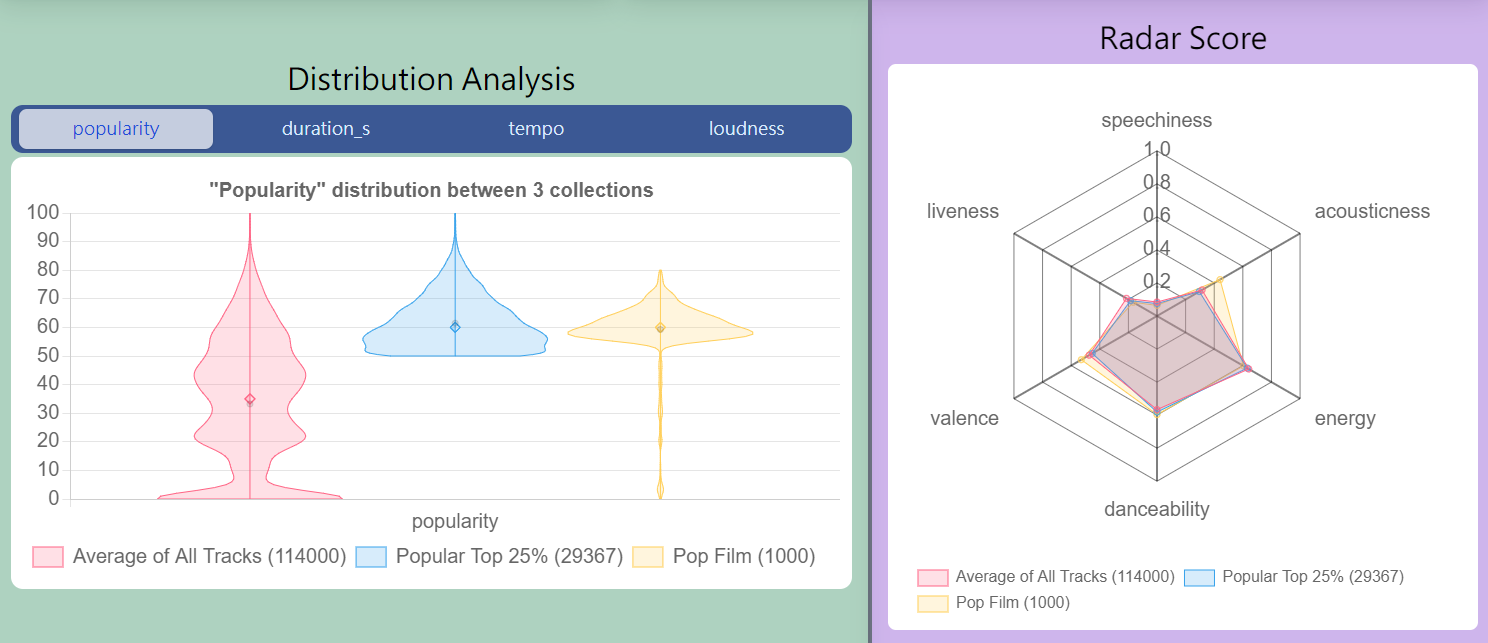 Distribution Analysis
popularity duration_s tempo loudness
"Popularity" distribution between 3 collections
100
90
80
70
60
50
40
30
20
10
0
popularity
Average of All Tracks (114000) Popular Top 25% (29367) Pop Film (1000)
Radar Score
speechiness
1.0
0.8
0.6
0.4
0.2
liveness acousticness
valence energy
danceability
Average of All Tracks (114000) Popular Top 25% (29367)
Pop Film (1000)